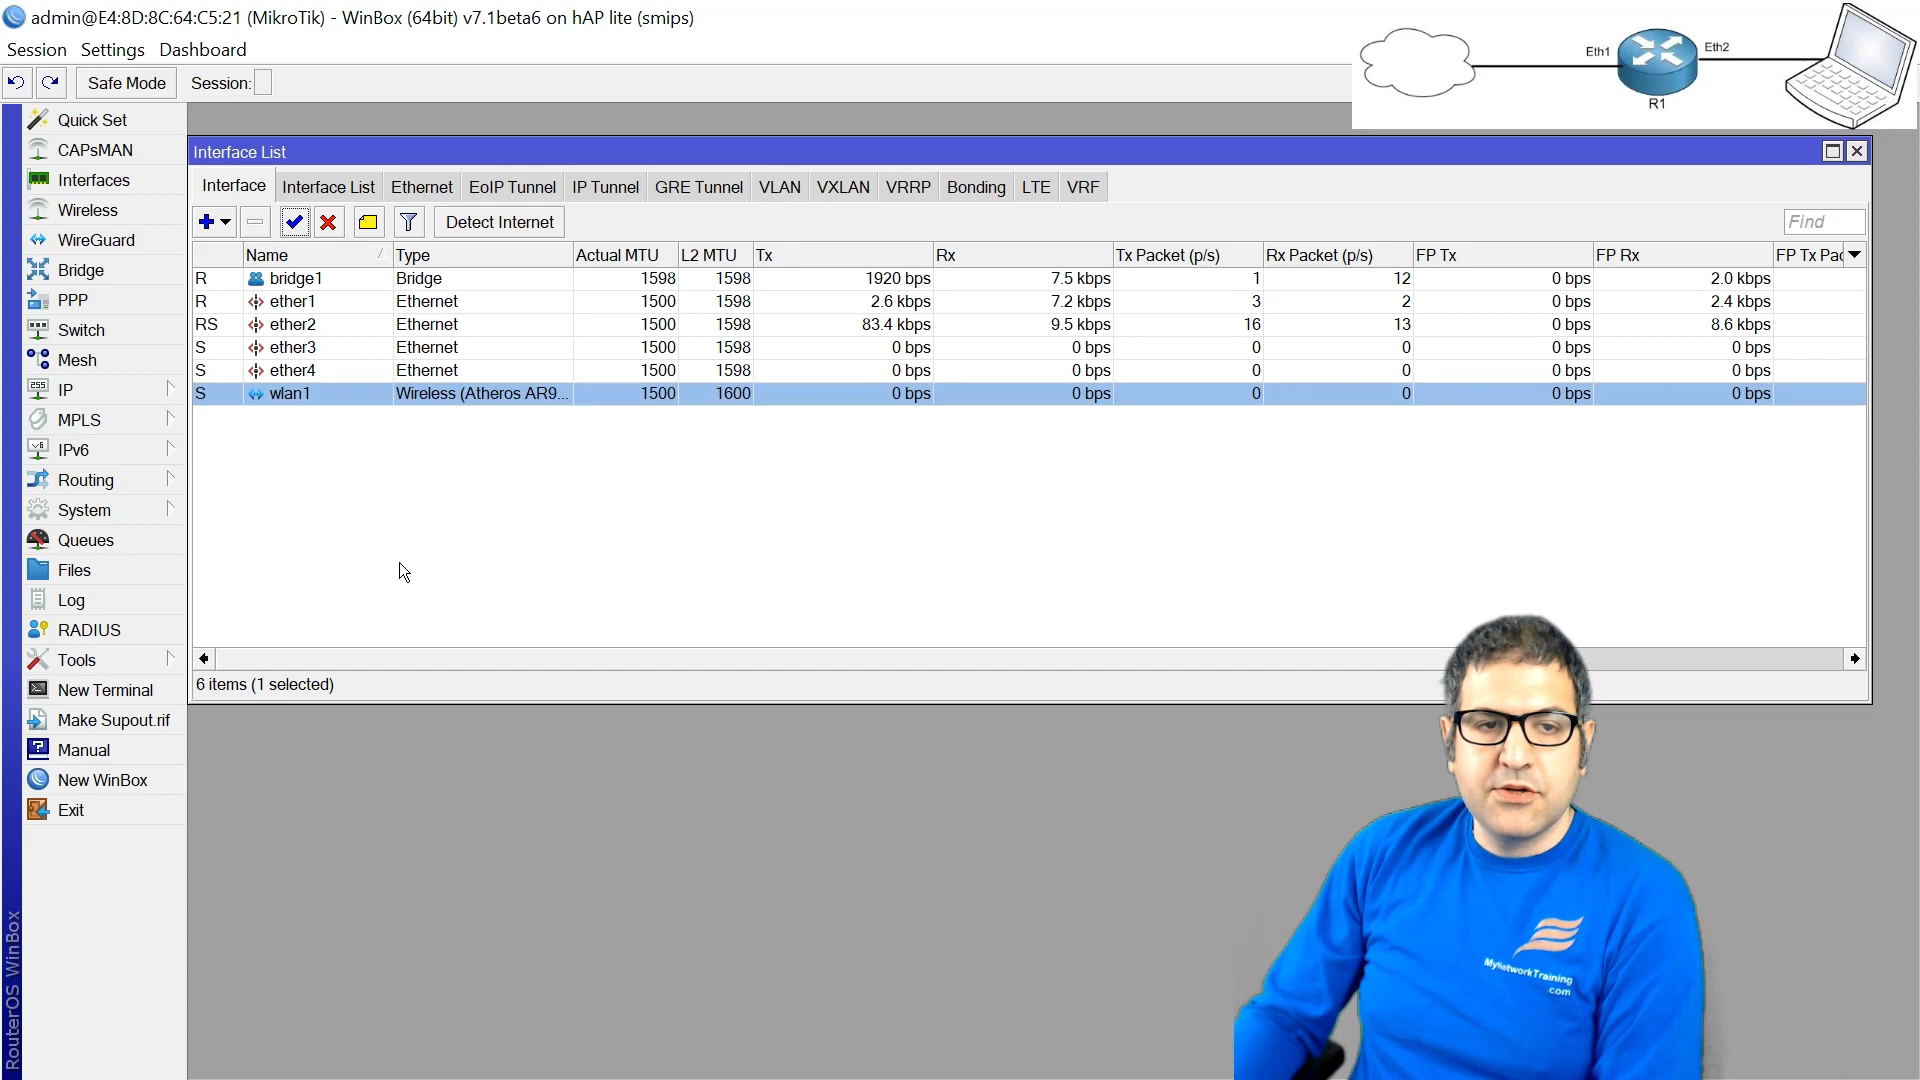 admin@E4:8D:8C:64:C5:21 (MikroTik) - WinBox (64bit) v7.1beta6 on hAP lite (smips)
Session Settings Dashboard
Safe Mode Session:
Eth1 Eth2
R1
Quick Set
CAPsMAN
Interfaces
Wireless
WireGuard
Bridge
PPP
Switch
Mesh
IP
MPLS
IPv6
Routing
System
Queues
Files
Log
RADIUS
Tools
New Terminal
Make Supout.rif
Manual
New WinBox
Exit
RouterOS WinBox
Interface List
Interface Interface List Ethernet EoIP Tunnel IP Tunnel GRE Tunnel VLAN VXLAN VRRP Bonding LTE VRF
Detect Internet Find
Name Type Actual MTU L2 MTU Tx Rx Tx Packet (p/s) Rx Packet (p/s) FP Tx FP Rx FP Tx Pac
R bridge1 Bridge 1598 1598 1920 bps 7.5 kbps 1 12 0 bps 2.0 kbps
R ether1 Ethernet 1500 1598 2.6 kbps 7.2 kbps 3 2 0 bps 2.4 kbps
RS ether2 Ethernet 1500 1598 83.4 kbps 9.5 kbps 16 13 0 bps 8.6 kbps
S ether3 Ethernet 1500 1598 0 bps 0 bps 0 0 0 bps 0 bps
S ether4 Ethernet 1500 1598 0 bps 0 bps 0 0 0 bps 0 bps
S wlan1 Wireless (Atheros AR9... 1500 1600 0 bps 0 bps 0 0 0 bps 0 bps
6 items (1 selected)
MyNetworkTraining
.com